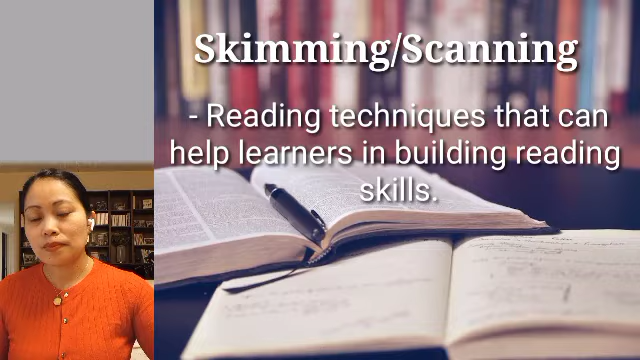 Skimming/Scanning
- Reading techniques that can
help learners in building reading
skills.